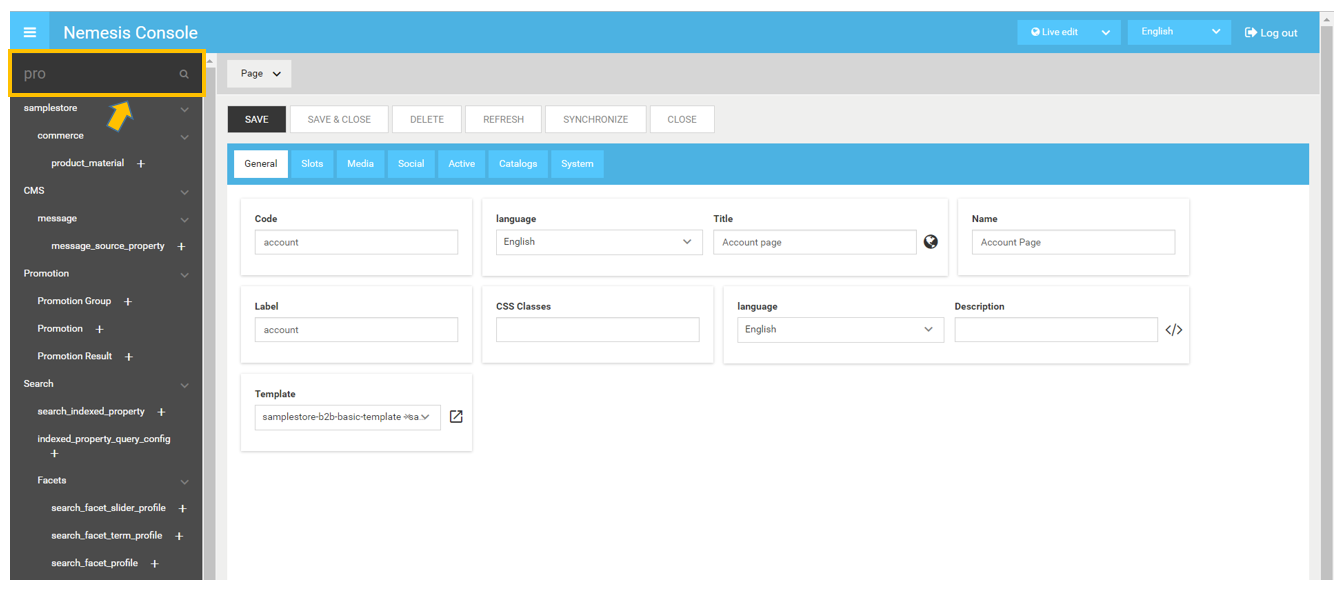 Nemesis Console
Live edit
English
Log out
pro
samplestore
commerce
product_material +
CMS
message
message_source_property +
Promotion
Promotion Group +
Promotion +
Promotion Result +
Search
search_indexed_property +
indexed_property_query_config
+
Facets
search_facet_slider_profile +
search_facet_term_profile +
search_facet_profile +
Page
SAVE SAVE & CLOSE DELETE REFRESH SYNCHRONIZE CLOSE
General Slots Media Social Active Catalogs System
Code
account
language Title
English Account page
Name
Account Page
Label
account
CSS Classes
language Description
English
Template
samplestore-b2b-basic-template